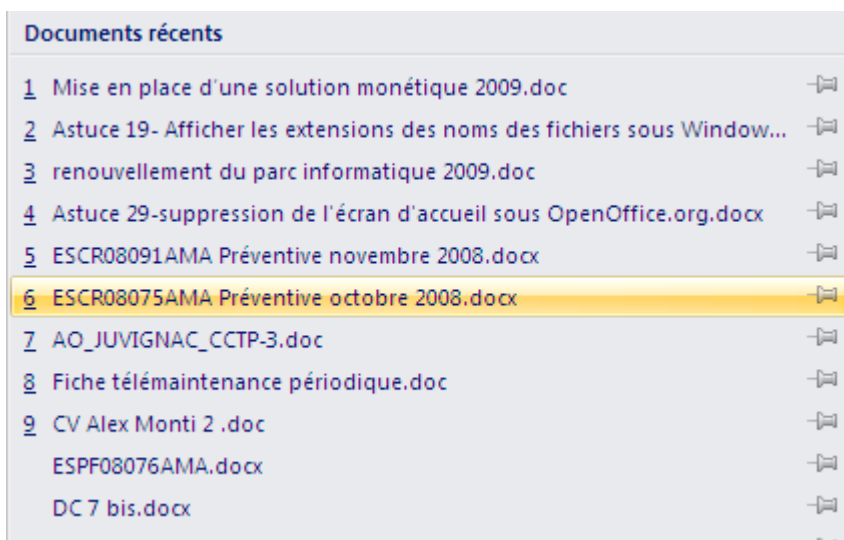 Documents récents
1 Mise en place d'une solution monétique 2009.doc
2 Astuce 19- Afficher les extensions des noms des fichiers sous Window...
3 renouvellement du parc informatique 2009.doc
4 Astuce 29-suppression de l'écran d'accueil sous OpenOffice.org.docx
5 ESCR08091AMA Préventive novembre 2008.docx
6 ESCR08075AMA Préventive octobre 2008.docx
7 AO_JUVIGNAC_CCTP-3.doc
8 Fiche télémaintenance périodique.doc
9 CV Alex Monti 2 .doc
ESPF08076AMA.docx
DC 7 bis.docx